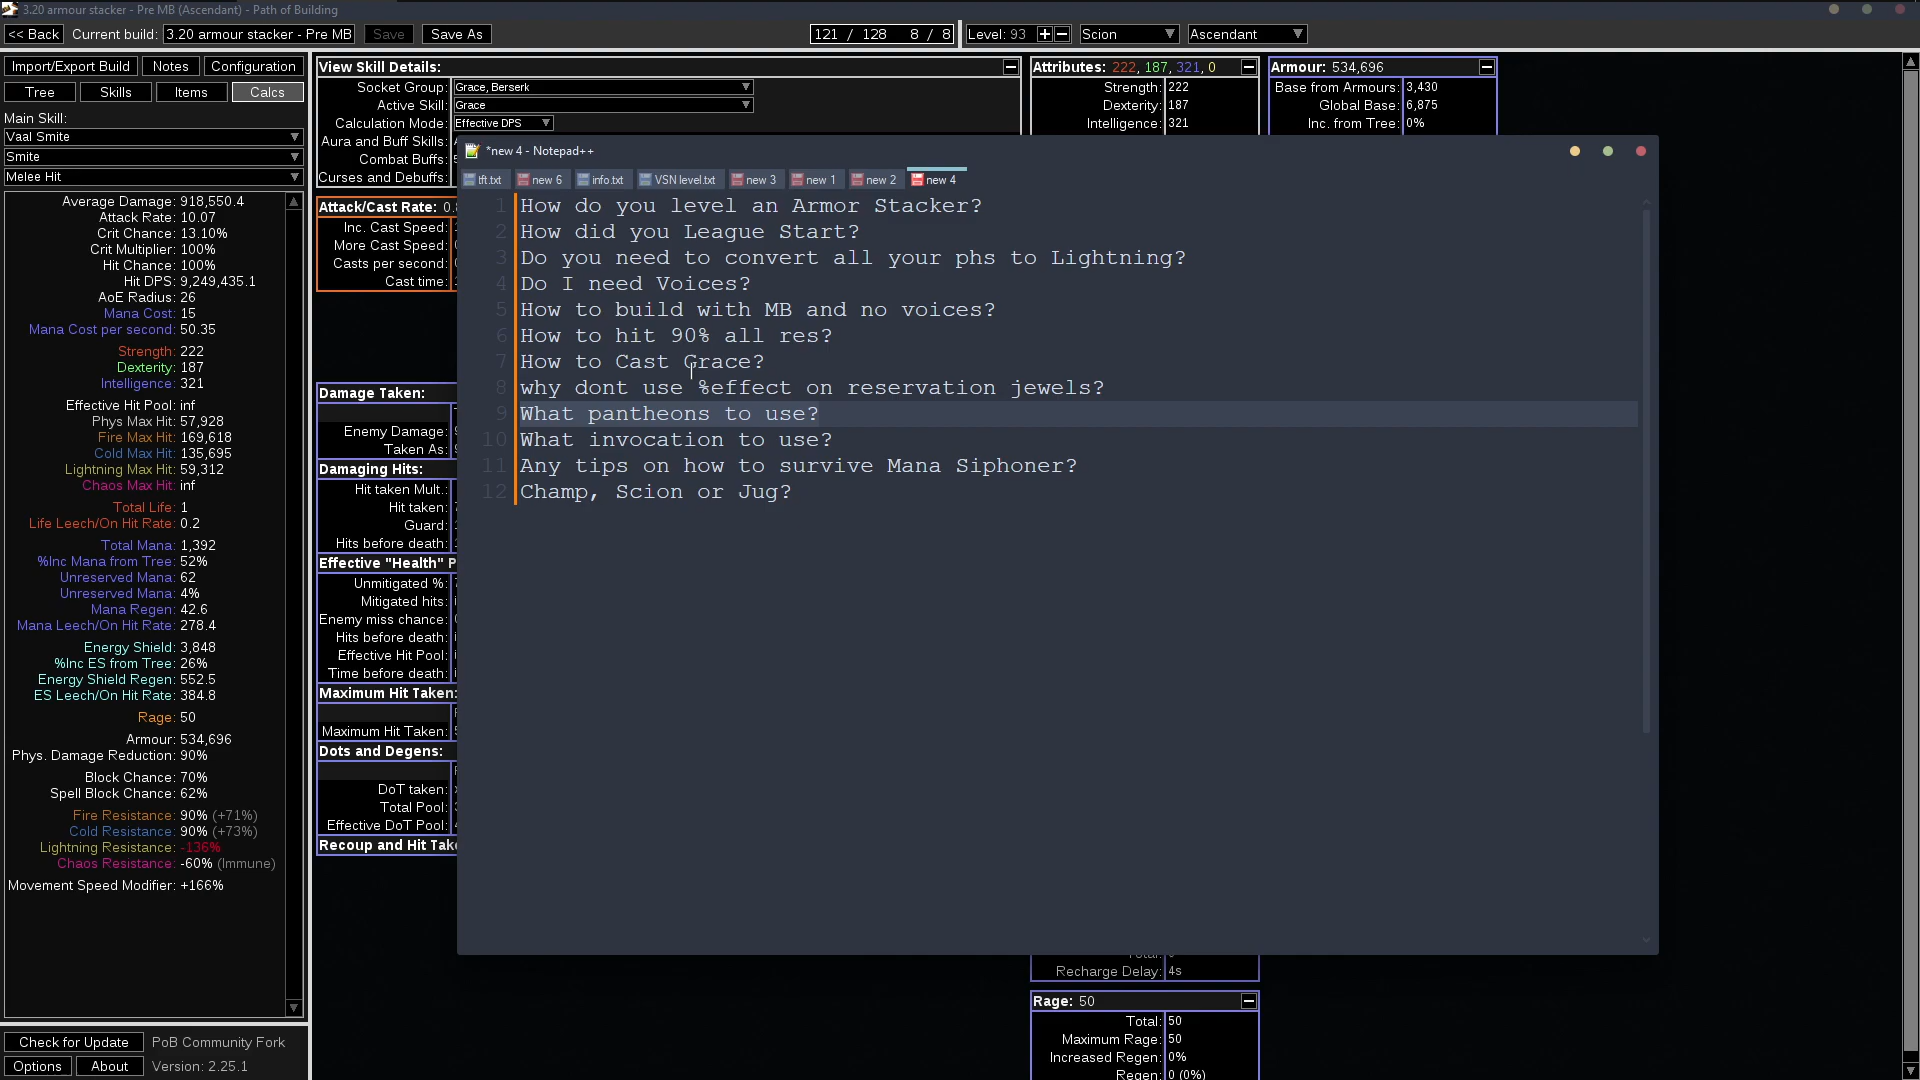 3.20 armour stacker - Pre MB (Ascendant) - Path of Building
<< Back Current build: 3.20 armour stacker - Pre MB Save Save As 121 / 128 8 / 8 Level: 93 Scion Ascendant
Import/Export Build Notes Configuration
Tree Skills Items Calcs
Main Skill:
Vaal Smite
Smite
Melee Hit
Average Damage: 918,550.4
Attack Rate: 10.07
Crit Chance: 13.10%
Crit Multiplier: 100%
Hit Chance: 100%
Hit DPS: 9,249,435.1
AoE Radius: 26
Mana Cost: 15
Mana Cost per second: 50.35
Strength: 222
Dexterity: 187
Intelligence: 321
Effective Hit Pool: inf
Phys Max Hit: 57,928
Fire Max Hit: 169,618
Cold Max Hit: 135,695
Lightning Max Hit: 59,312
Chaos Max Hit: inf
Total Life: 1
Life Leech/On Hit Rate: 0.2
Total Mana: 1,392
%Inc Mana from Tree: 52%
Unreserved Mana: 62
Unreserved Mana: 4%
Mana Regen: 42.6
Mana Leech/On Hit Rate: 278.4
Energy Shield: 3,848
%Inc ES from Tree: 26%
Energy Shield Regen: 552.5
ES Leech/On Hit Rate: 384.8
Rage: 50
Armour: 534,696
Phys. Damage Reduction: 90%
Block Chance: 70%
Spell Block Chance: 62%
Fire Resistance: 90% (+71%)
Cold Resistance: 90% (+73%)
Lightning Resistance: -136%
Chaos Resistance: -60% (Immune)
Movement Speed Modifier: +166%
Check for Update PoB Community Fork
Options About Version: 2.25.1
View Skill Details:
Socket Group: Grace, Berserk
Active Skill: Grace
Calculation Mode: Effective DPS
Aura and Buff Skills:
Combat Buffs:
Curses and Debuffs:
Attack/Cast Rate:
Inc. Cast Speed:
More Cast Speed:
Casts per second:
Cast time:
Damage Taken:
Enemy Damage:
Taken As:
Damaging Hits:
Hit taken Mult.:
Hit taken:
Guard:
Hits before death:
Effective "Health" P
Unmitigated %:
Mitigated hits:
Enemy miss chance:
Hits before death:
Effective Hit Pool:
Time before death:
Maximum Hit Taken:
Maximum Hit Taken:
Dots and Degens:
DoT taken:
Total Pool:
Effective DoT Pool:
Recoup and Hit Take
Attributes: 222, 187, 321, 0
Strength: 222
Dexterity: 187
Intelligence: 321
Armour: 534,696
Base from Armours: 3,430
Global Base: 6,875
Inc. from Tree: 0%
*new 4 - Notepad++
tft.txt new 6 info.txt VSN level.txt new 3 new 1 new 2 new 4
1 How do you level an Armor Stacker?
2 How did you League Start?
3 Do you need to convert all your phs to Lightning?
4 Do I need Voices?
5 How to build with MB and no voices?
6 How to hit 90% all res?
7 How to Cast Grace?
8 why dont use %effect on reservation jewels?
9 What pantheons to use?
10 What invocation to use?
11 Any tips on how to survive Mana Siphoner?
12 Champ, Scion or Jug?
Recharge Delay: 4s
Rage: 50
Total: 50
Maximum Rage: 50
Increased Regen: 0%
Regen: 0 (0%)